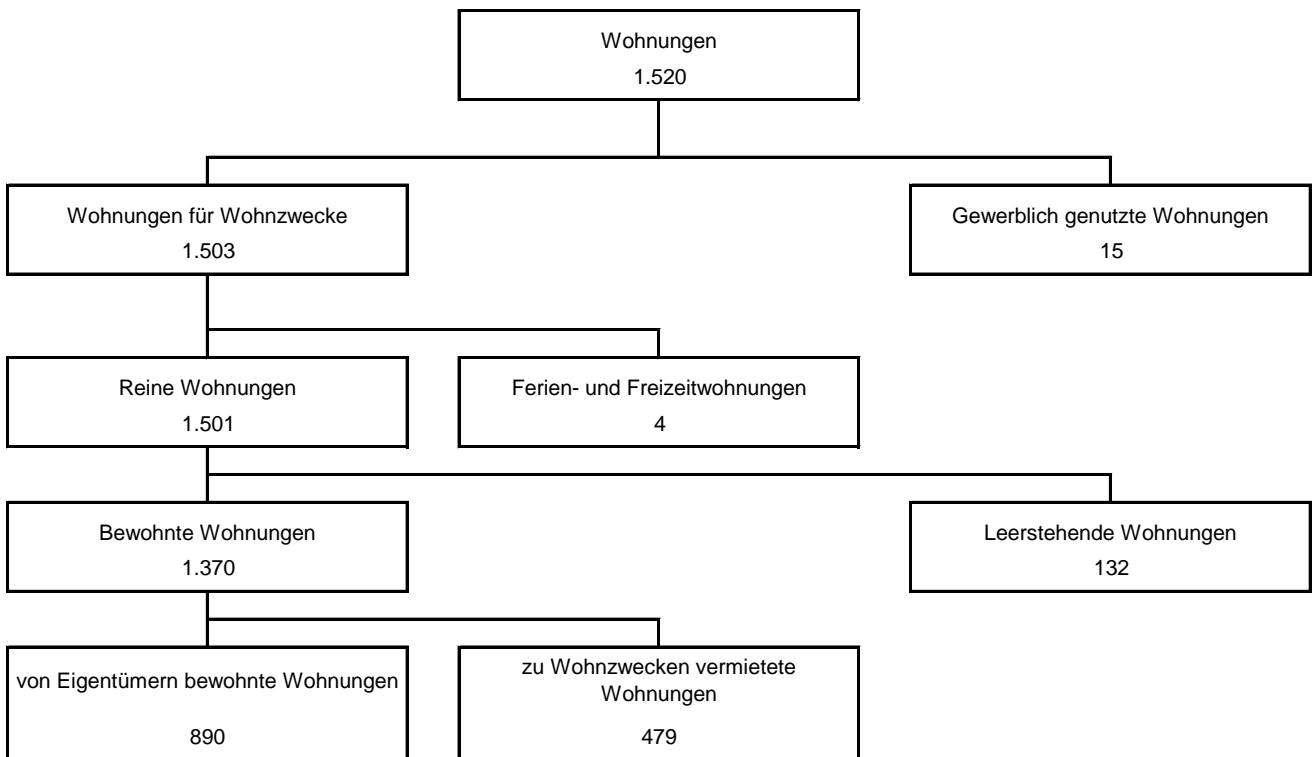 Wohnungen
1.520
Wohnungen für Wohnzwecke
1.503
Gewerblich genutzte Wohnungen
15
Reine Wohnungen
1.501
Ferien- und Freizeitwohnungen
4
Bewohnte Wohnungen
1.370
Leerstehende Wohnungen
132
von Eigentümern bewohnte Wohnungen
890
zu Wohnzwecken vermietete
Wohnungen
479